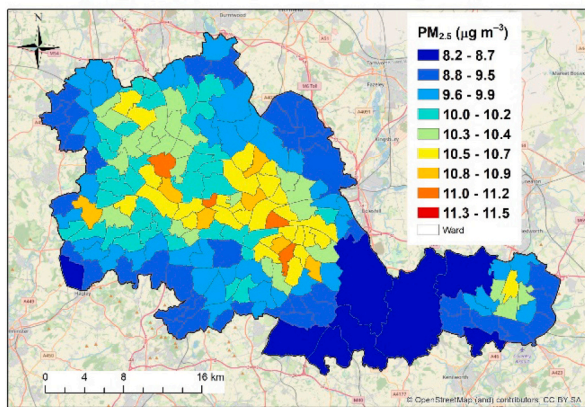 N
PM2.5 (μg m⁻³)
8.2 - 8.7
8.8 - 9.5
9.6 - 9.9
10.0 - 10.2
10.3 - 10.4
10.5 - 10.7
10.8 - 10.9
11.0 - 11.2
11.3 - 11.5
Ward
0 4 8 16 km
© OpenStreetMap (and) contributors, CC-BY-SA